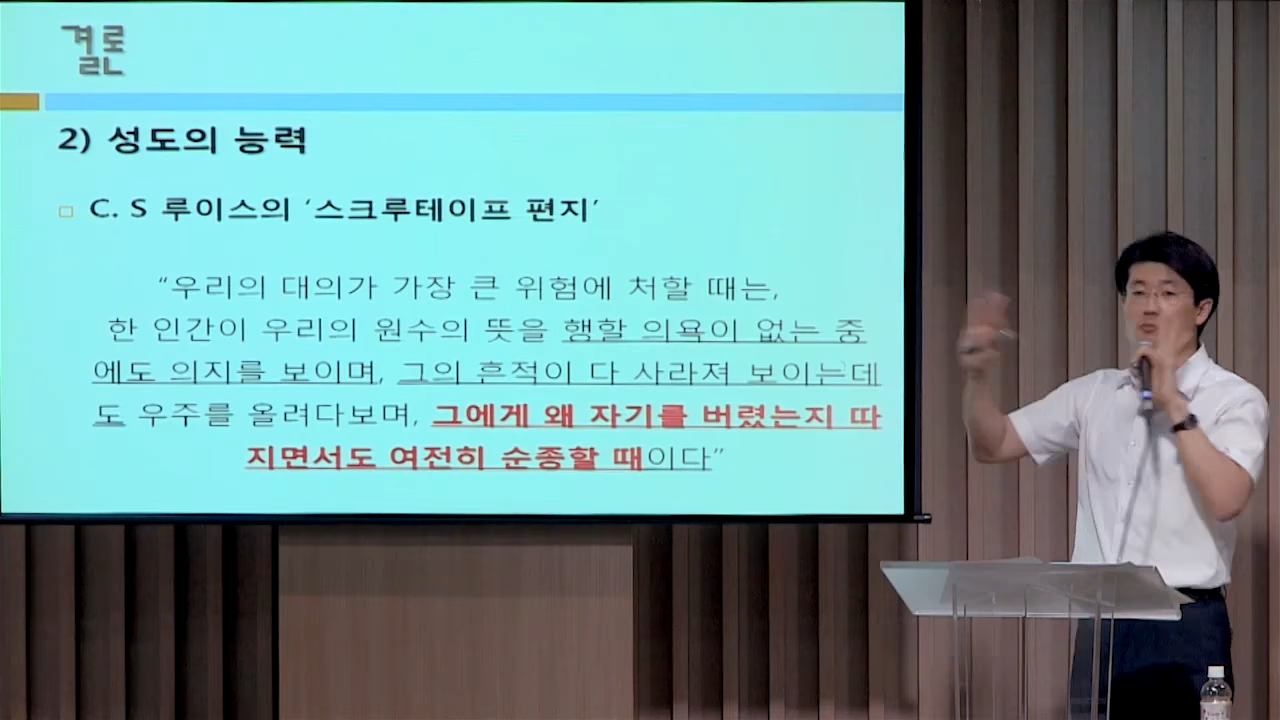 결론
2) 성도의 능력
C. S 루이스의 ‘스크루테이프 편지’
“우리의 대의가 가장 큰 위험에 처할 때는,
한 인간이 우리의 원수의 뜻을 행할 의욕이 없는 중
에도 의지를 보이며, 그의 흔적이 다 사라져 보이는데
도 우주를 올려다보며, 그에게 왜 자기를 버렸는지 따
지면서도 여전히 순종할 때이다”